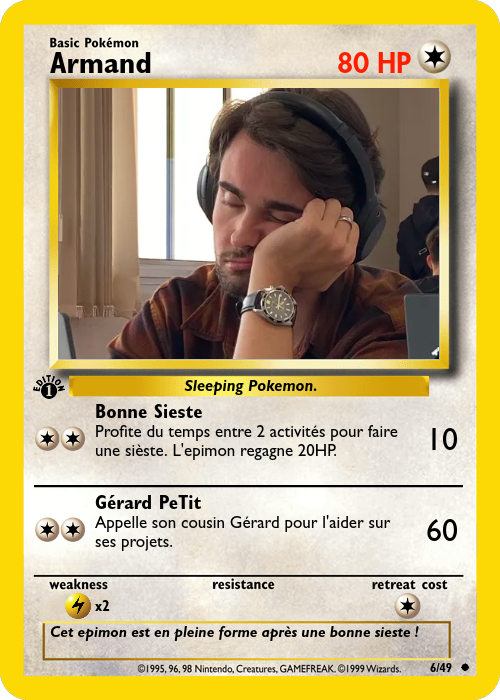 Basic Pokémon
Armand
80 HP
EDITION
1
Sleeping Pokemon.
Bonne Sieste
Profite du temps entre 2 activités pour faire
une sièste. L'epimon regagne 20HP.
10
Gérard PeTit
Appelle son cousin Gérard pour l'aider sur
ses projets.
60
weakness
resistance
retreat cost
x2
Cet epimon est en pleine forme après une bonne sieste !
©1995, 96, 98 Nintendo, Creatures, GAMEFREAK. ©1999 Wizards.
6/49